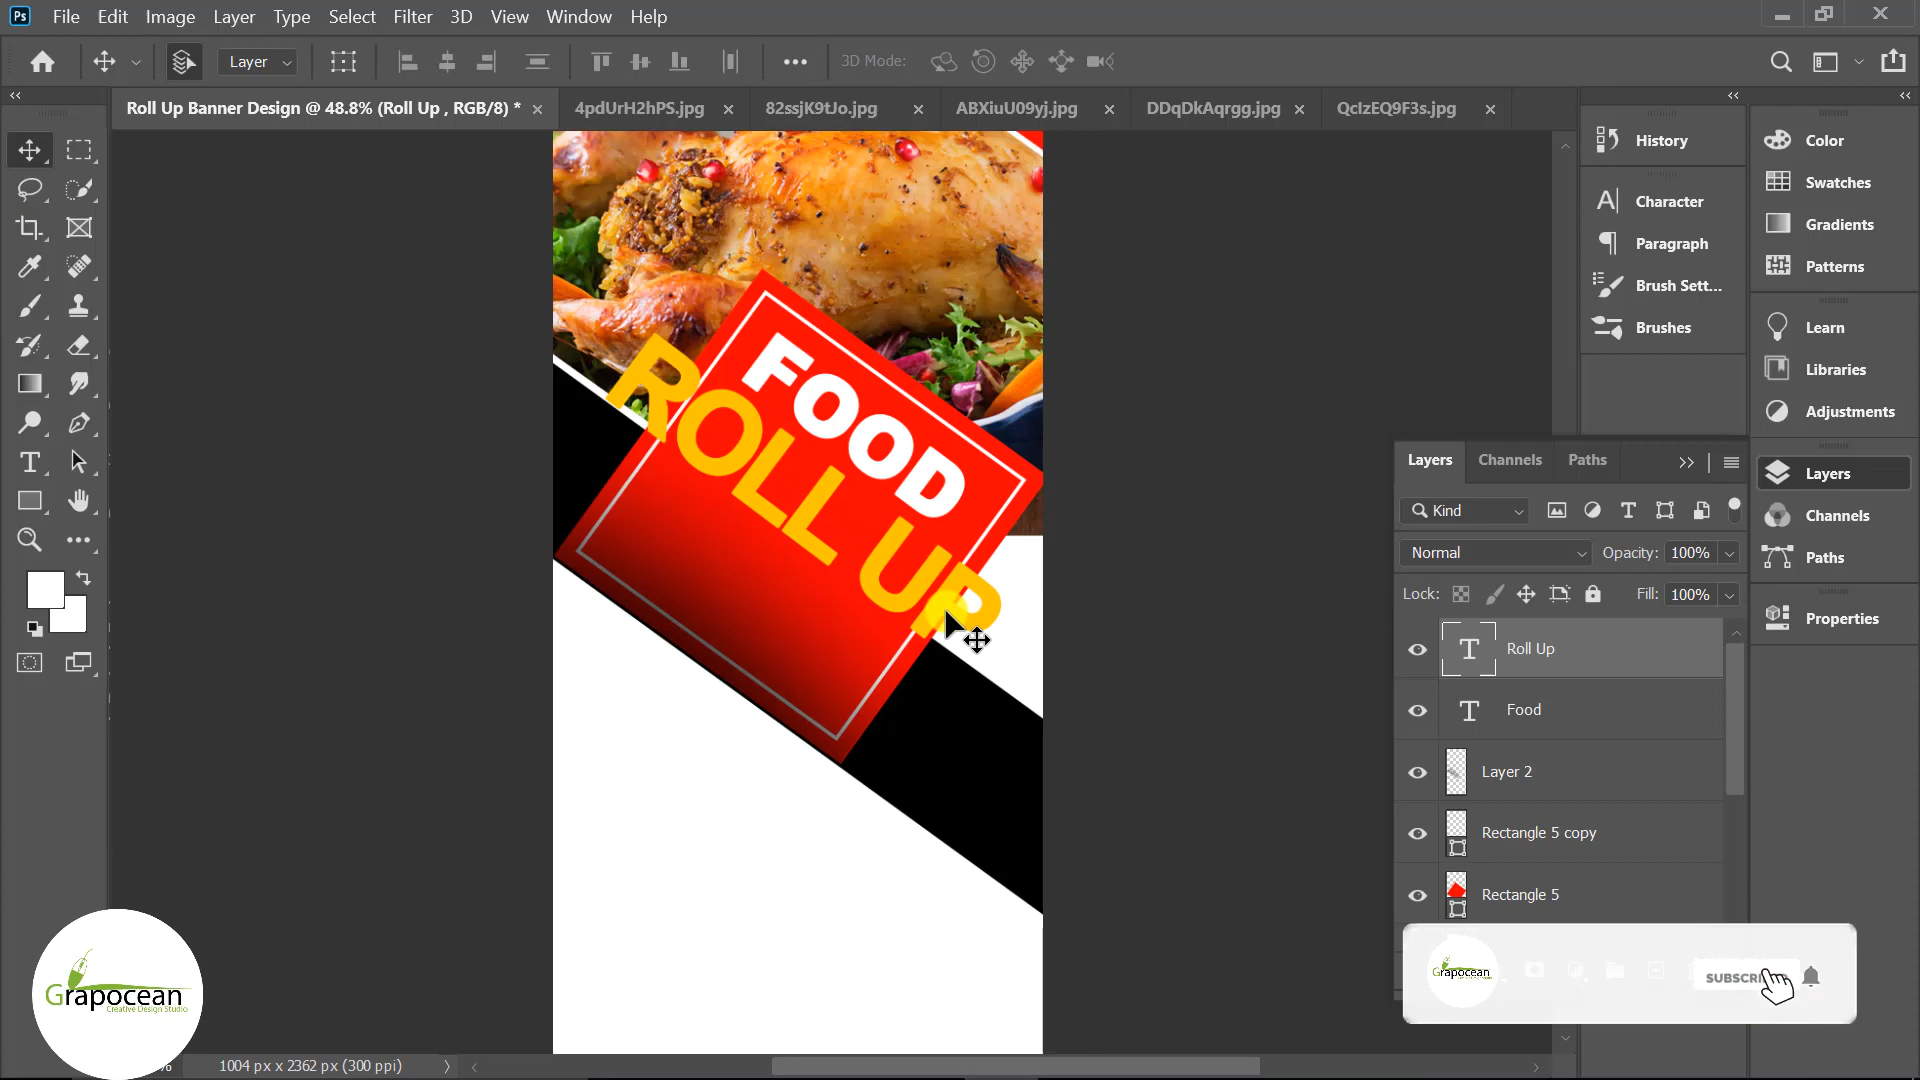 Ps File Edit Image Layer Type Select Filter 3D View Window Help
Layer 3D Mode:
Roll Up Banner Design @ 48.8% (Roll Up , RGB/8) * 4pdUrH2hPS.jpg 82ssjK9tJo.jpg ABXiuU09yj.jpg DDqDkAqrgg.jpg QcIzEQ9F3s.jpg
History
Character
Paragraph
Brush Sett...
Brushes
Color
Swatches
Gradients
Patterns
Learn
Libraries
Adjustments
Layers
Channels
Paths
Properties
FOOD
ROLL UP
Layers Channels Paths
Kind
Normal Opacity: 100%
Lock: Fill: 100%
Roll Up
Food
Layer 2
Rectangle 5 copy
Rectangle 5
Grapocean
Creative Design Studio
Grapocean
SUBSCRI
% 1004 px x 2362 px (300 ppi)